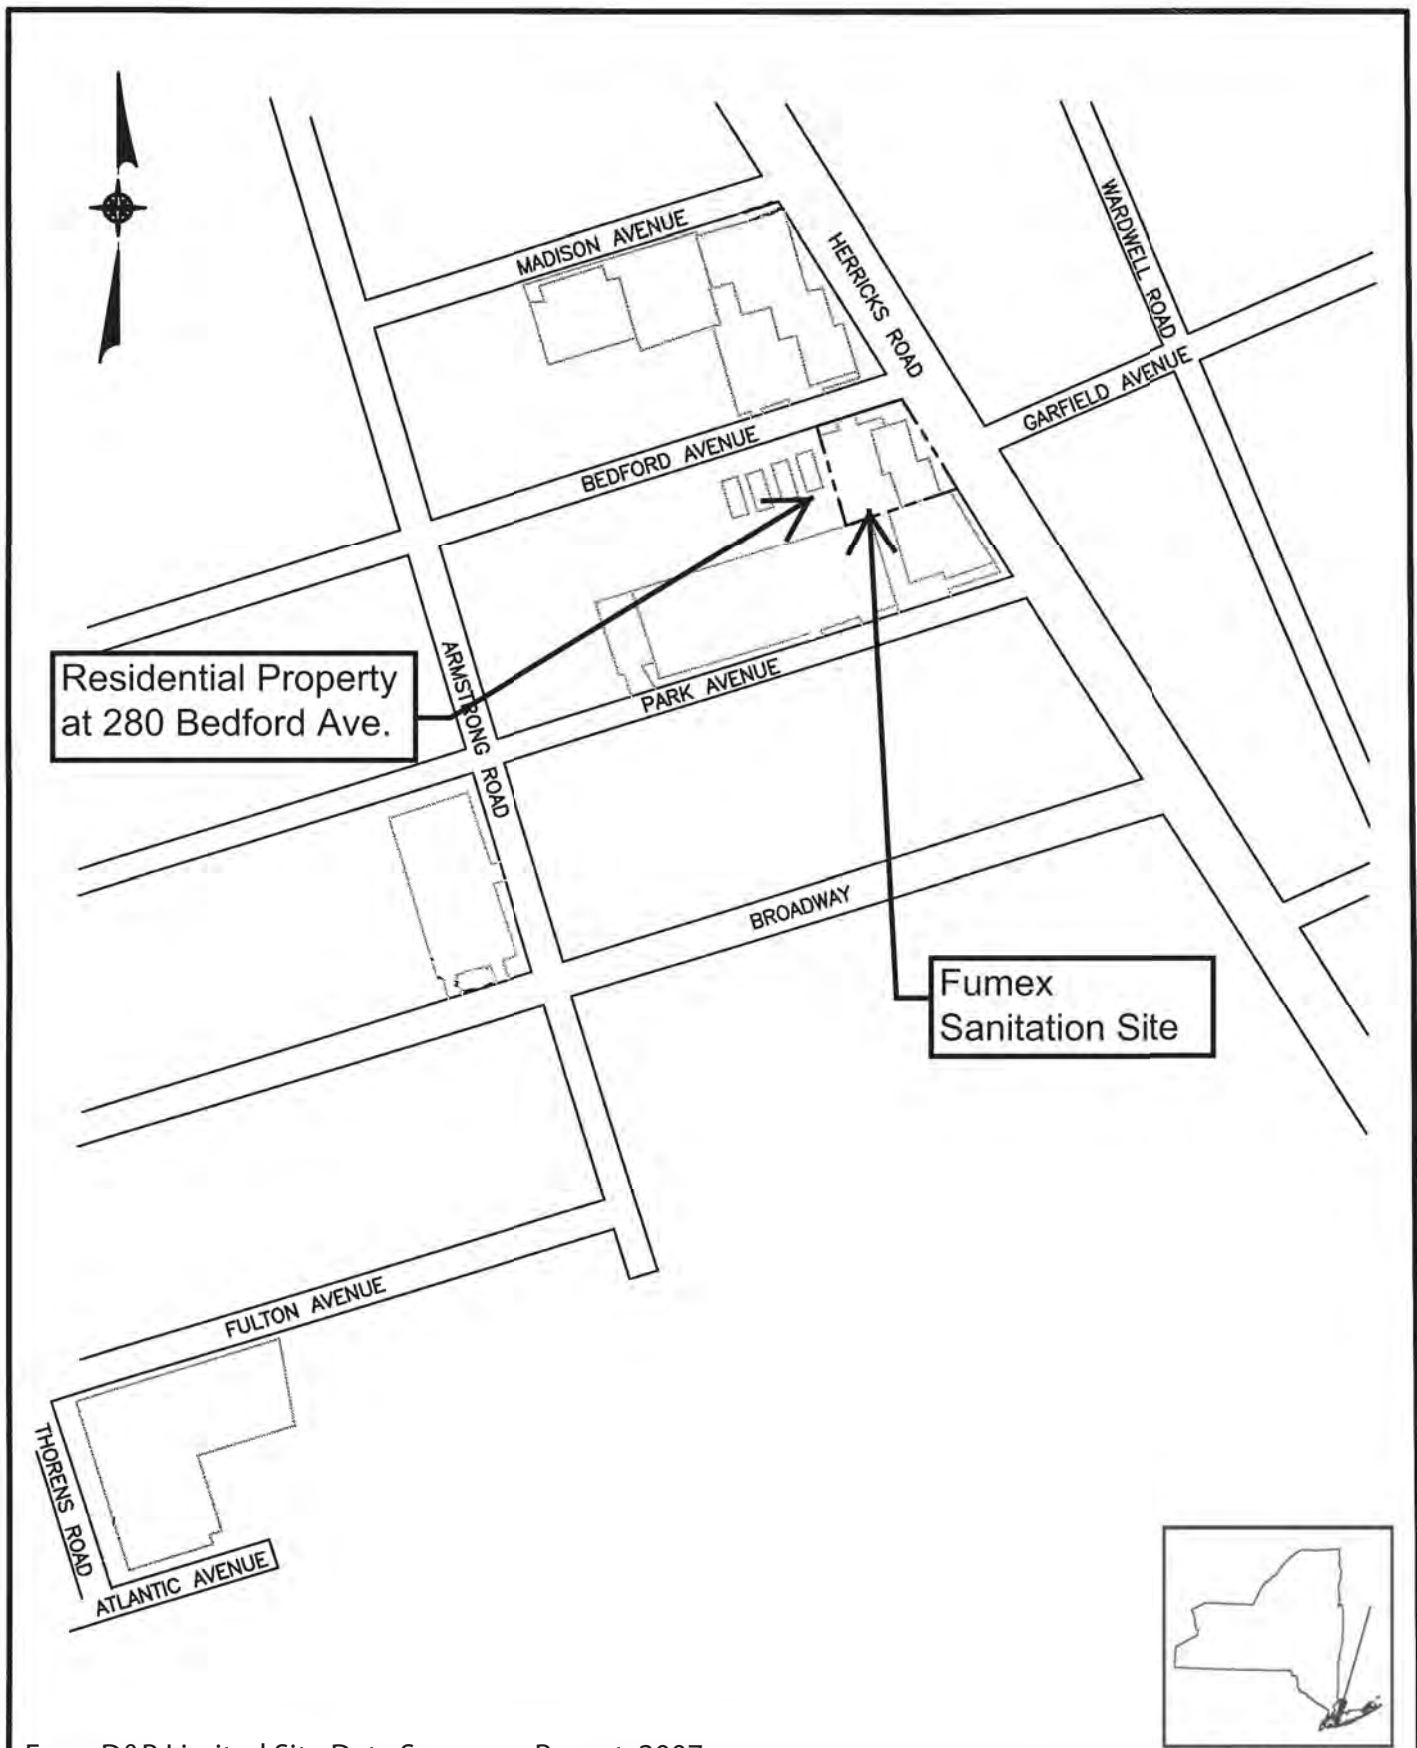 MADISON AVENUE
HERRICKS ROAD
WARDWELL ROAD
GARFIELD AVENUE
BEDFORD AVENUE
Residential Property
at 280 Bedford Ave.
ARMSTRONG ROAD
PARK AVENUE
BROADWAY
Fumex
Sanitation Site
FULTON AVENUE
THORENS ROAD
ATLANTIC AVENUE
2007